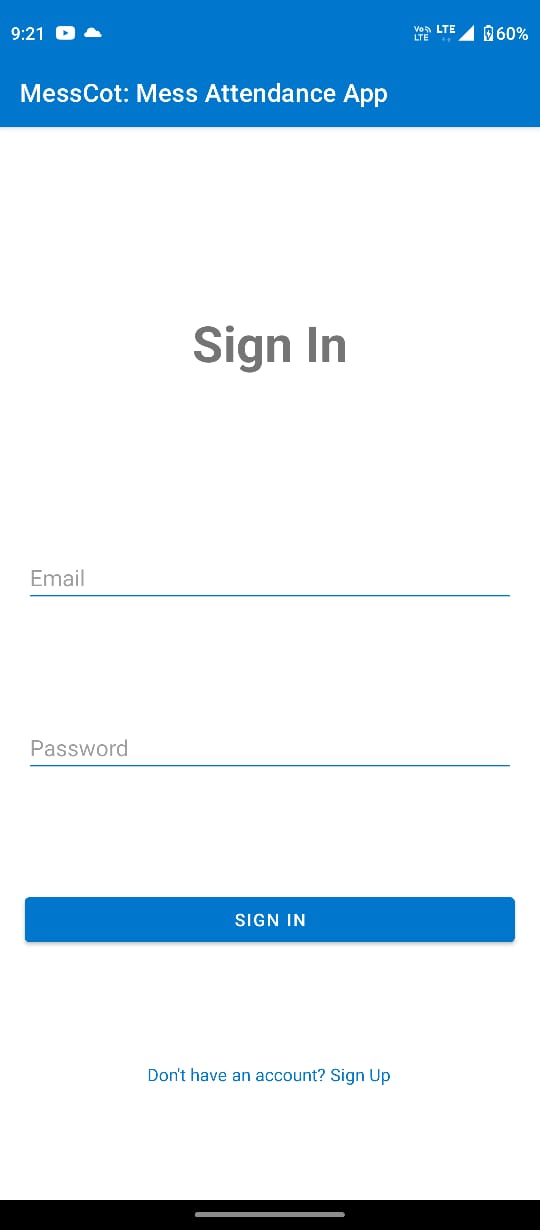 9:21 Vo LTE LTE 60%
MessCot: Mess Attendance App
Sign In
Email
Password
SIGN IN
Don't have an account? Sign Up